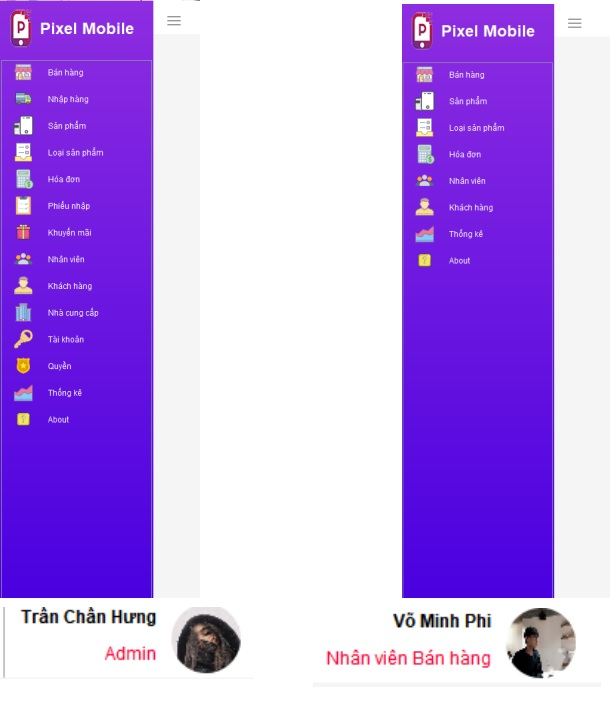 Pixel Mobile
Bán hàng
Nhập hàng
Sản phẩm
Loại sản phẩm
Hóa đơn
Phiếu nhập
Khuyến mãi
Nhân viên
Khách hàng
Nhà cung cấp
Tài khoản
Quyền
Thống kê
About
Trần Chấn Hưng
Admin
Pixel Mobile
Bán hàng
Sản phẩm
Loại sản phẩm
Hóa đơn
Nhân viên
Khách hàng
Thống kê
About
Võ Minh Phi
Nhân viên Bán hàng